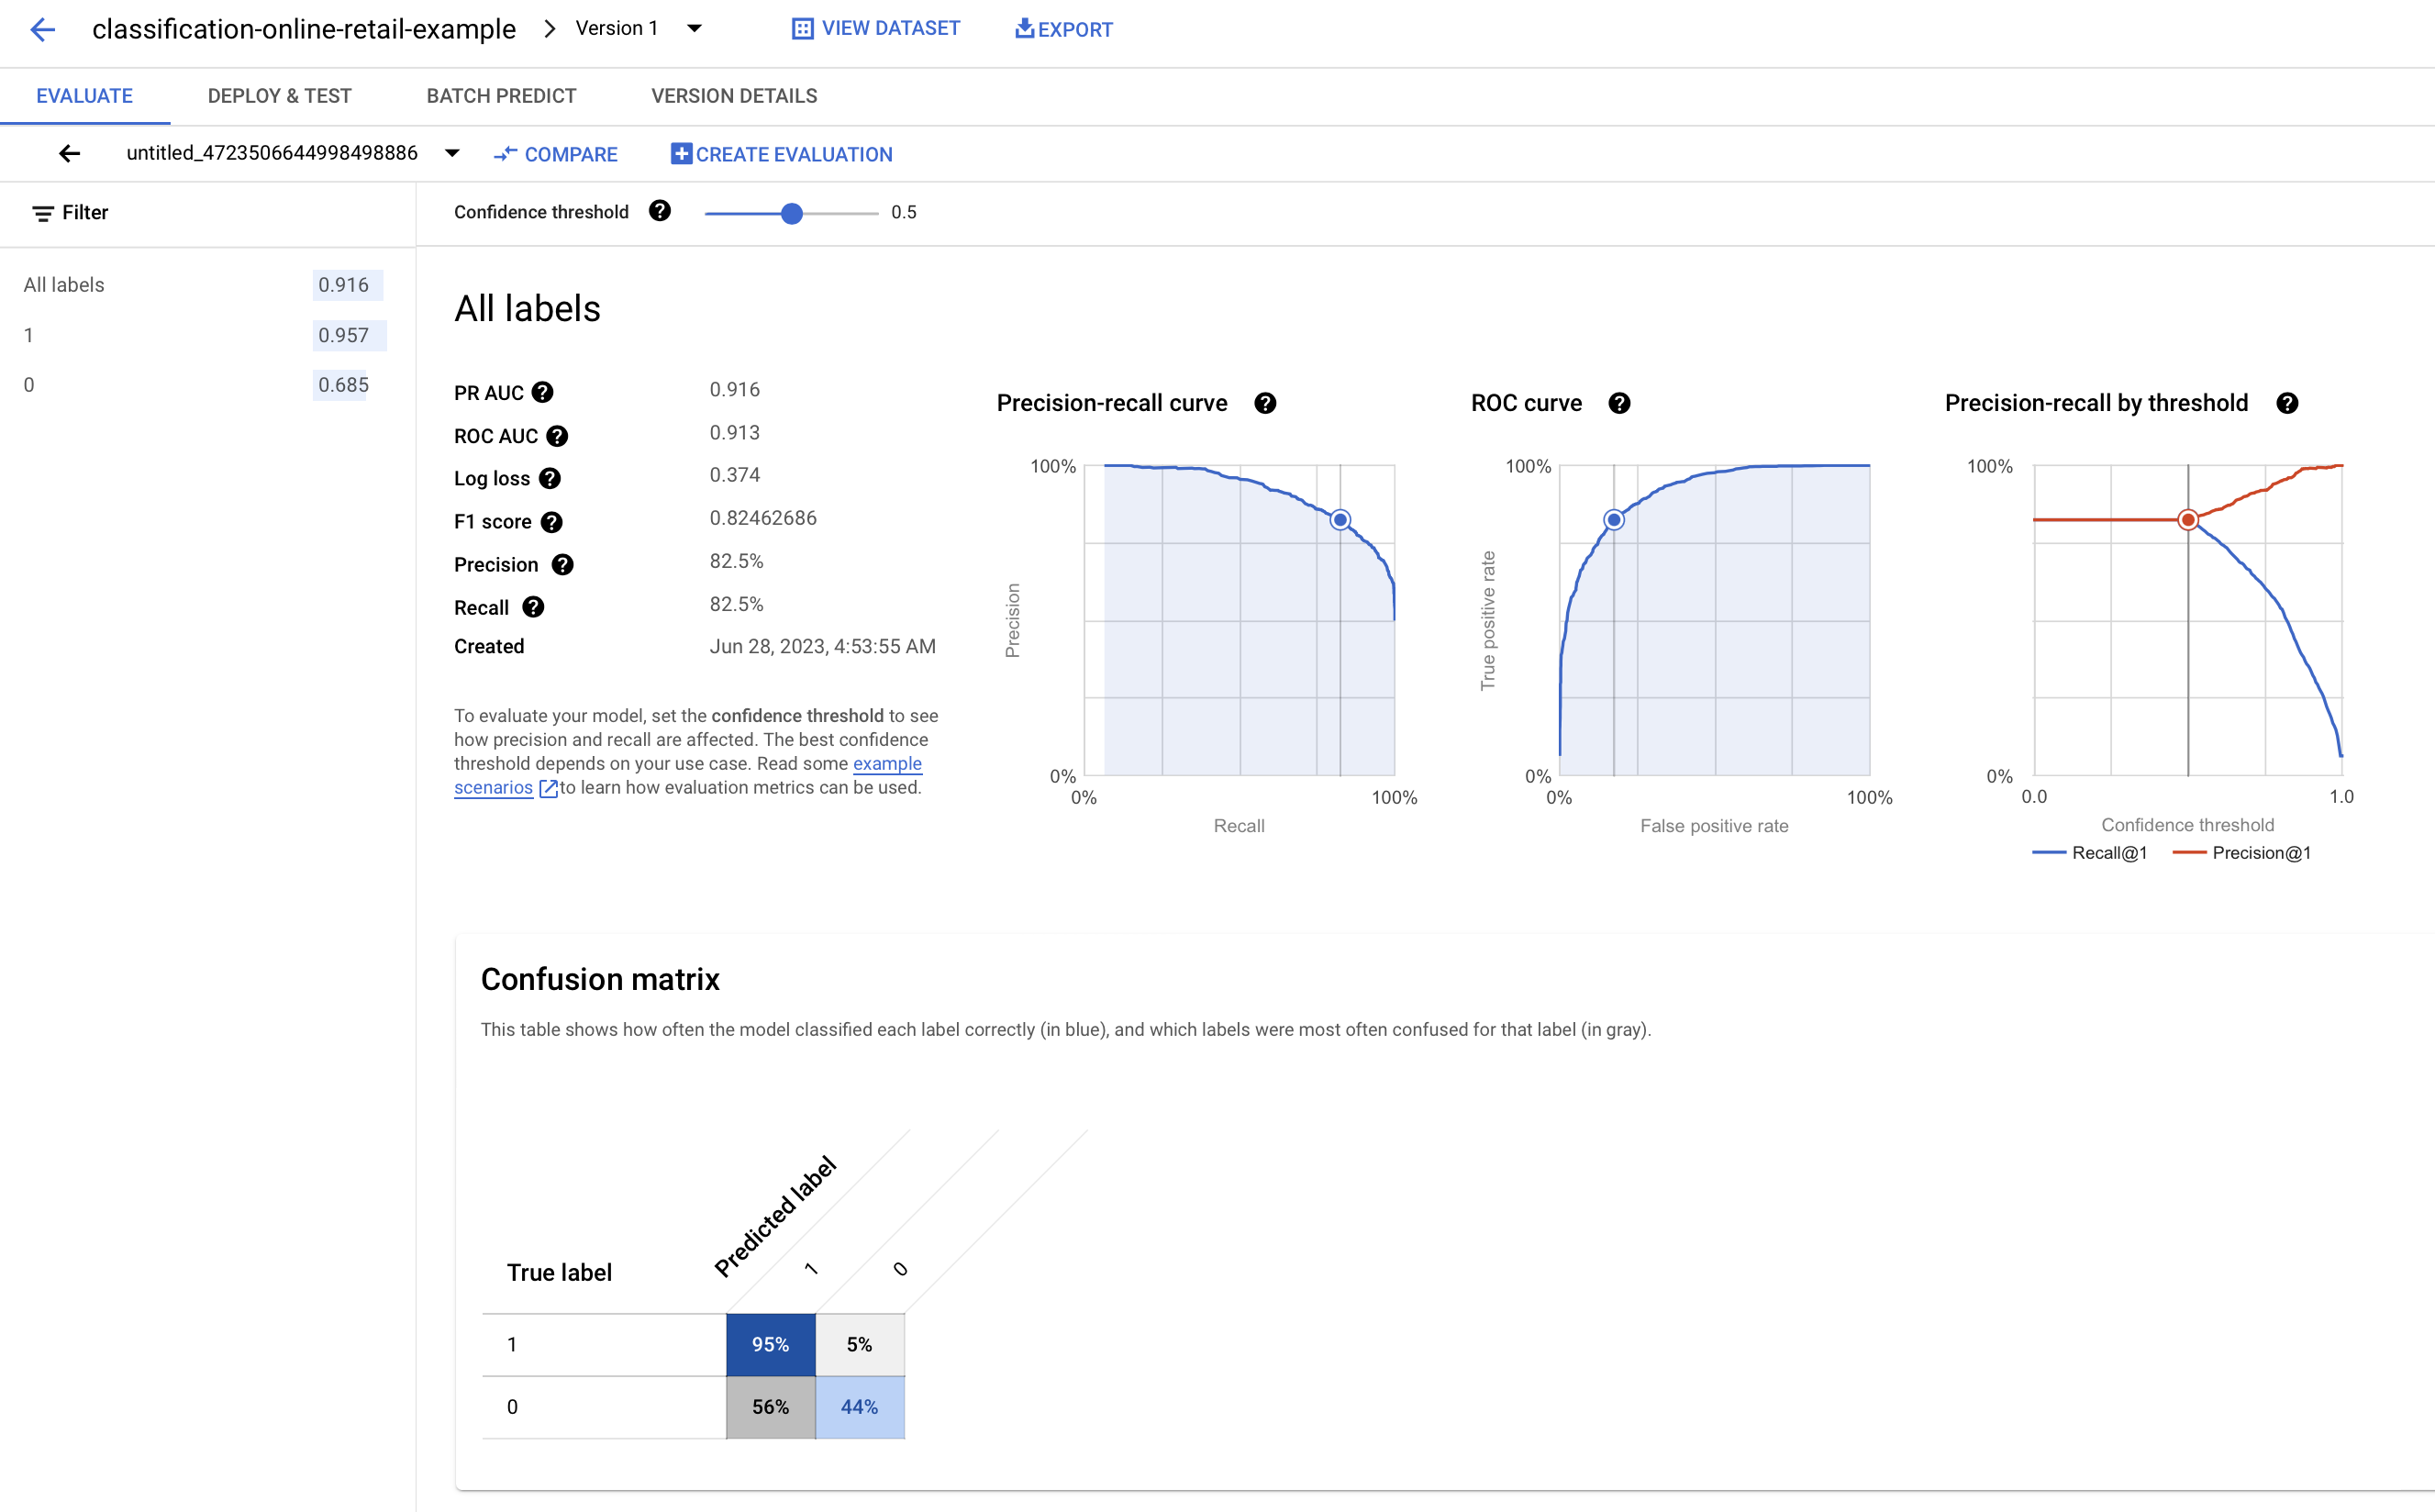 classification-online-retail-example > Version 1 VIEW DATASET EXPORT
EVALUATE DEPLOY & TEST BATCH PREDICT VERSION DETAILS
untitled_4723506644998498886 COMPARE CREATE EVALUATION
Filter
Confidence threshold 0.5
All labels 0.916
1 0.957
0 0.685
All labels
PR AUC 0.916
ROC AUC 0.913
Log loss 0.374
F1 score 0.82462686
Precision 82.5%
Recall 82.5%
Created Jun 28, 2023, 4:53:55 AM
To evaluate your model, set the confidence threshold to see
how precision and recall are affected. The best confidence
threshold depends on your use case. Read some example
scenarios to learn how evaluation metrics can be used.
Precision-recall curve
100%
Precision
0%
0% 100%
Recall
ROC curve
100%
True positive rate
0%
0% 100%
False positive rate
Precision-recall by threshold
100%
0%
0.0 1.0
Confidence threshold
Recall@1 Precision@1
Confusion matrix
This table shows how often the model classified each label correctly (in blue), and which labels were most often confused for that label (in gray).
Predicted label
True label 1 0
1 95% 5%
0 56% 44%